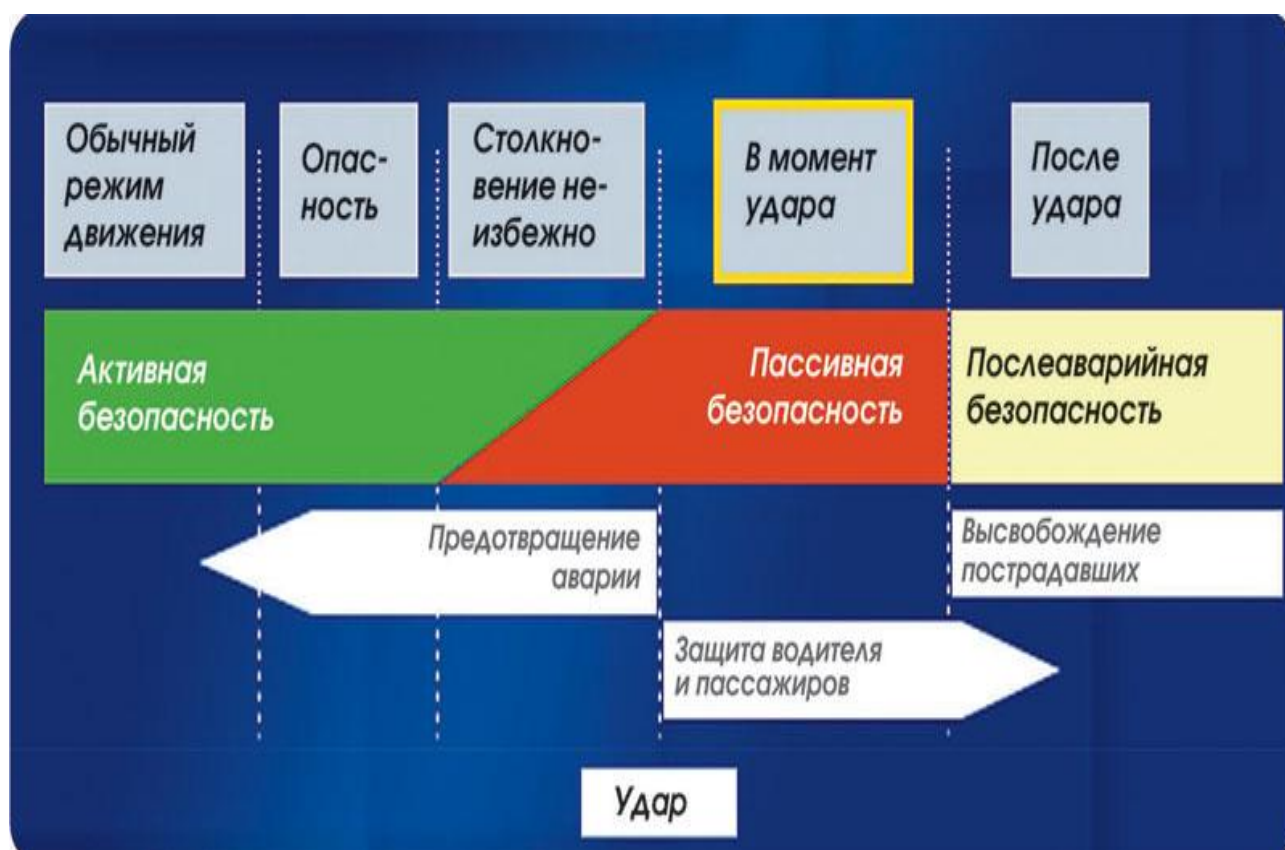 Обычный
режим
движения
Опас-
ность
Столкно-
вение не-
избежно
В момент
удара
После
удара
Активная
безопасность
Пассивная
безопасность
Послеаварийная
безопасность
Предотвращение
аварии
Высвобождение
пострадавших
Защита водителя
и пассажиров
Удар